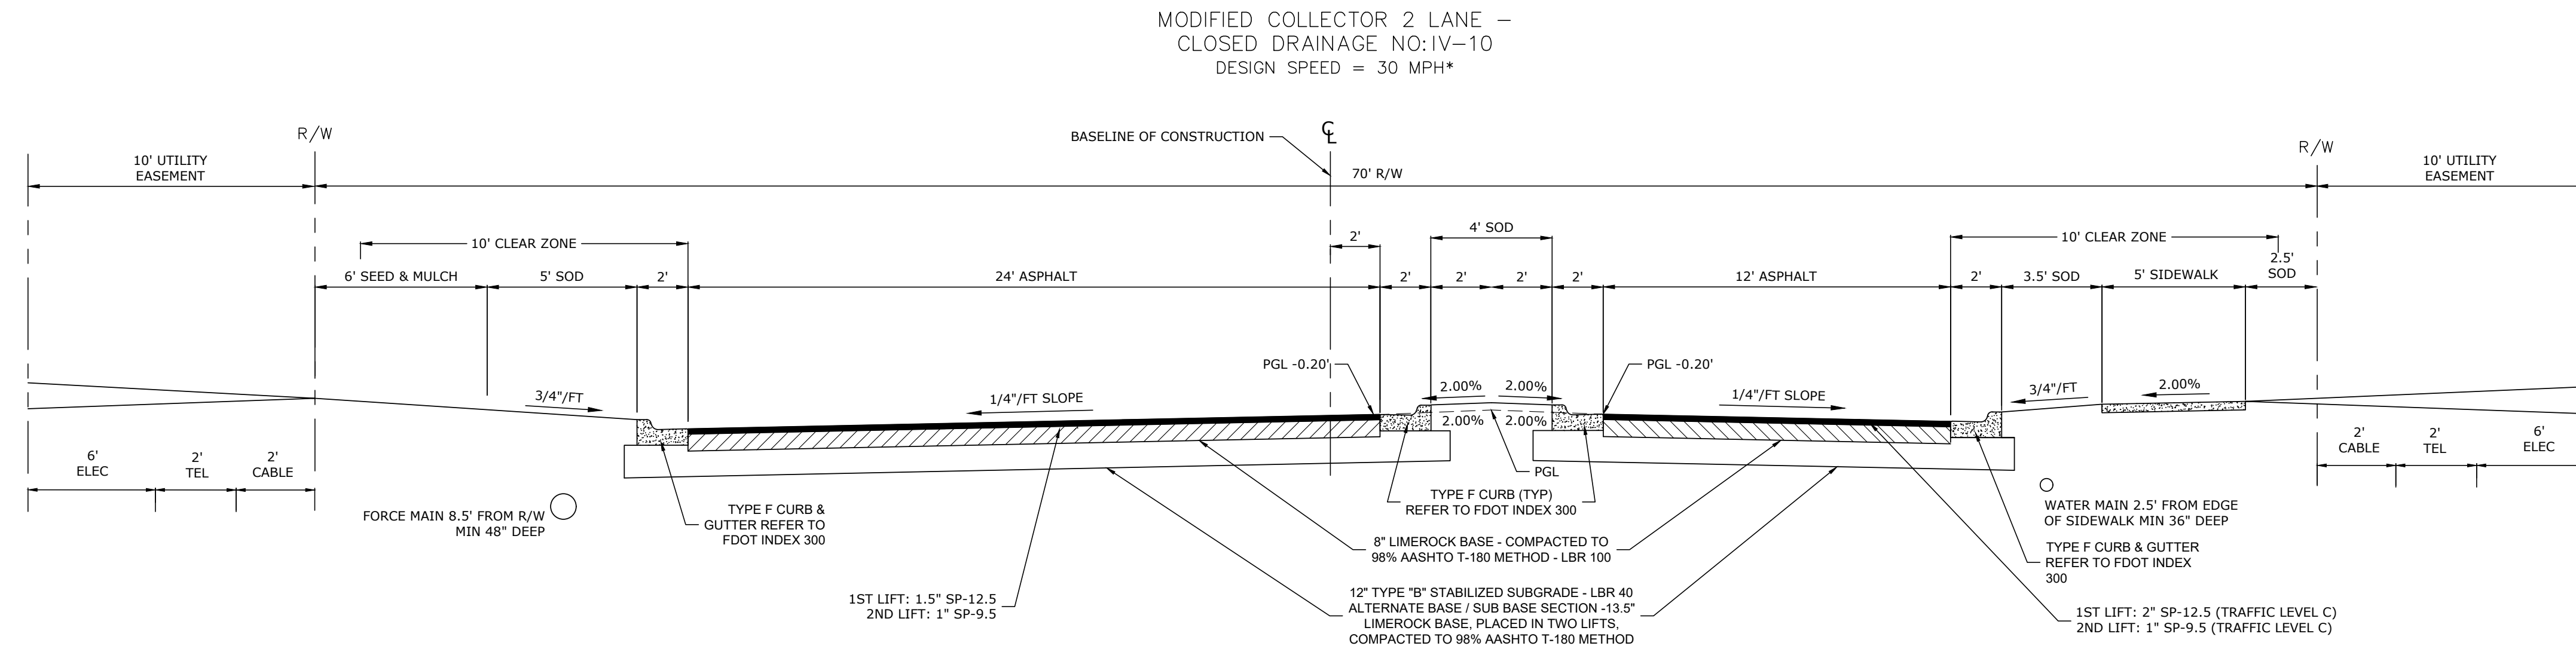 MODIFIED COLLECTOR 2 LANE –
CLOSED DRAINAGE NO:IV–10
DESIGN SPEED = 30 MPH*
R/W
BASELINE OF CONSTRUCTION
CL
R/W
10' UTILITY
EASEMENT
70' R/W
10' UTILITY
EASEMENT
10' CLEAR ZONE
2'
4' SOD
10' CLEAR ZONE
6' SEED & MULCH
5' SOD
2'
24' ASPHALT
2'
2'
2'
2'
12' ASPHALT
2'
3.5' SOD
5' SIDEWALK
2.5'
SOD
PGL -0.20'
PGL -0.20'
3/4"/FT
1/4"/FT SLOPE
2.00%
2.00%
1/4"/FT SLOPE
3/4"/FT
2.00%
2.00%
2.00%
6'
ELEC
2'
TEL
2'
CABLE
PGL
2'
CABLE
2'
TEL
6'
ELEC
FORCE MAIN 8.5' FROM R/W
MIN 48" DEEP
TYPE F CURB &
GUTTER REFER TO
FDOT INDEX 300
TYPE F CURB (TYP)
REFER TO FDOT INDEX 300
WATER MAIN 2.5' FROM EDGE
OF SIDEWALK MIN 36" DEEP
8" LIMEROCK BASE - COMPACTED TO
98% AASHTO T-180 METHOD - LBR 100
TYPE F CURB & GUTTER
REFER TO FDOT INDEX
300
1ST LIFT: 1.5" SP-12.5
2ND LIFT: 1" SP-9.5
12" TYPE "B" STABILIZED SUBGRADE - LBR 40
ALTERNATE BASE / SUB BASE SECTION -13.5"
LIMEROCK BASE, PLACED IN TWO LIFTS,
COMPACTED TO 98% AASHTO T-180 METHOD
1ST LIFT: 2" SP-12.5 (TRAFFIC LEVEL C)
2ND LIFT: 1" SP-9.5 (TRAFFIC LEVEL C)